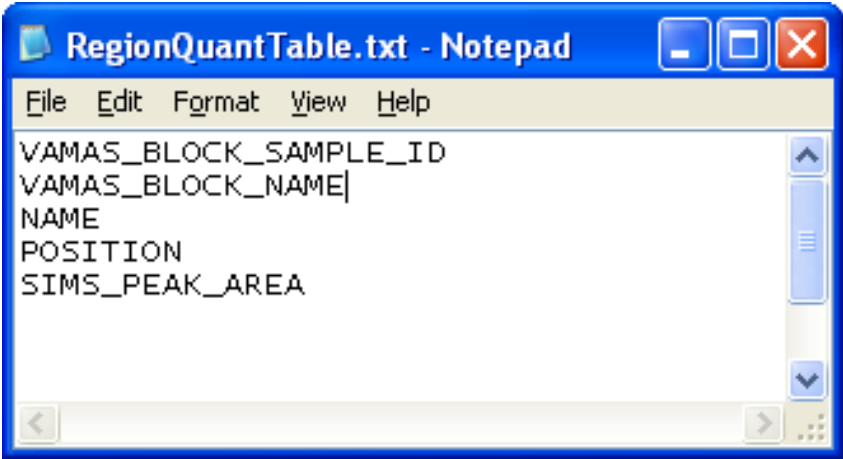 RegionQuantTable.txt - Notepad
File Edit Format View Help
VAMAS_BLOCK_SAMPLE_ID
VAMAS_BLOCK_NAME
NAME
POSITION
SIMS_PEAK_AREA